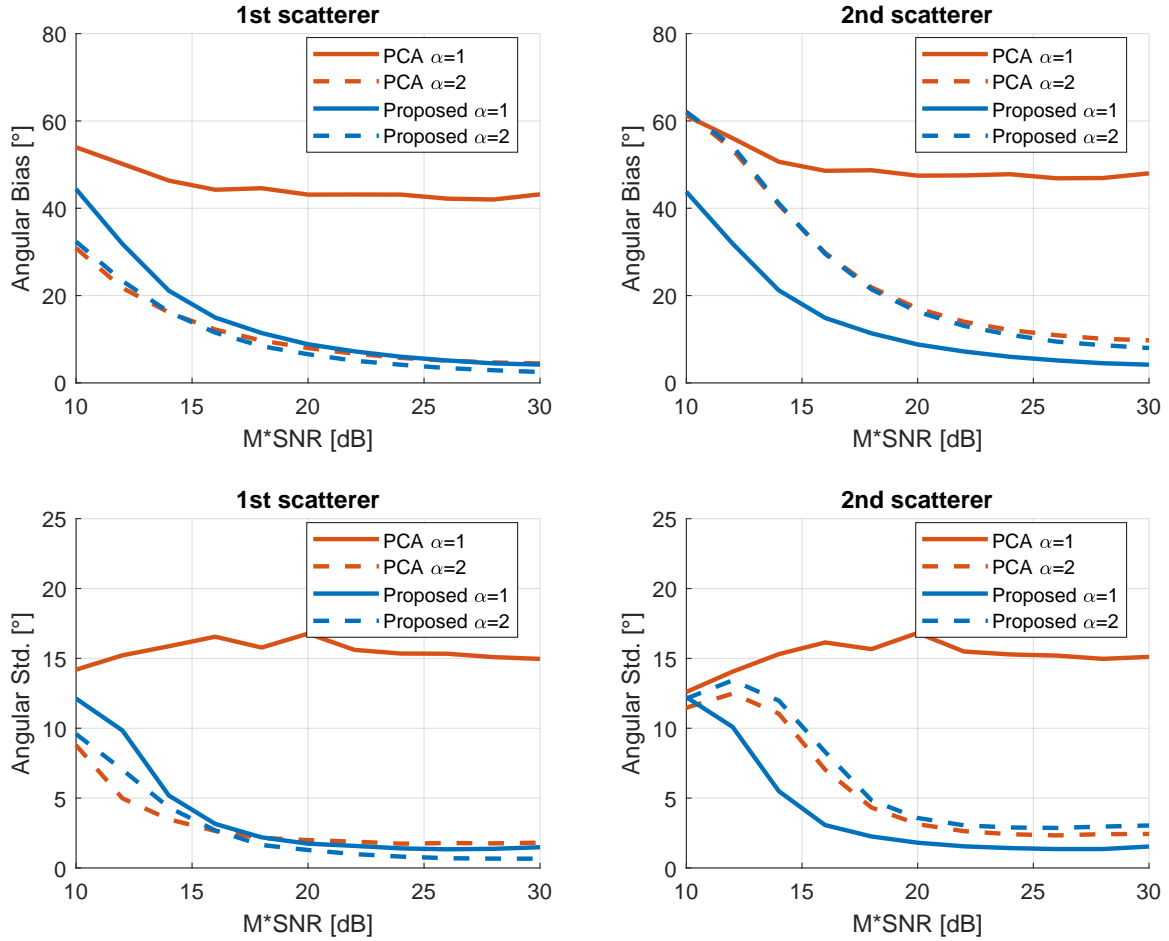 1st scatterer
80
60
40
20
0
Angular Bias [°]
PCA α=1
PCA α=2
Proposed α=1
Proposed α=2
10 15 20 25 30
M*SNR [dB]
2nd scatterer
80
60
40
20
0
Angular Bias [°]
PCA α=1
PCA α=2
Proposed α=1
Proposed α=2
10 15 20 25 30
M*SNR [dB]
1st scatterer
25
20
15
10
5
0
Angular Std. [°]
PCA α=1
PCA α=2
Proposed α=1
Proposed α=2
10 15 20 25 30
M*SNR [dB]
2nd scatterer
25
20
15
10
5
0
Angular Std. [°]
PCA α=1
PCA α=2
Proposed α=1
Proposed α=2
10 15 20 25 30
M*SNR [dB]